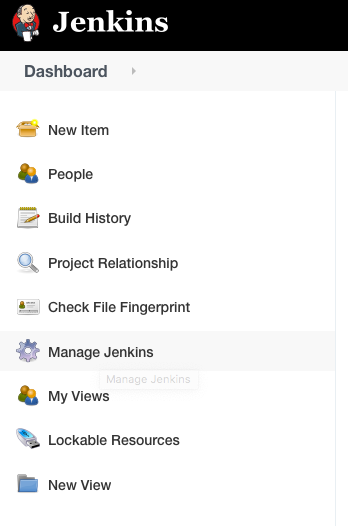 Jenkins
Dashboard
New Item
People
Build History
Project Relationship
Check File Fingerprint
Manage Jenkins
Manage Jenkins
My Views
Lockable Resources
New View